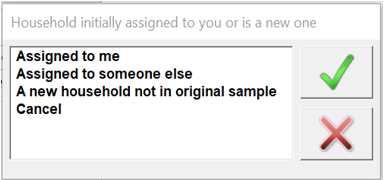 Household initially assigned to you or is a new one
Assigned to me
Assigned to someone else
A new household not in original sample
Cancel